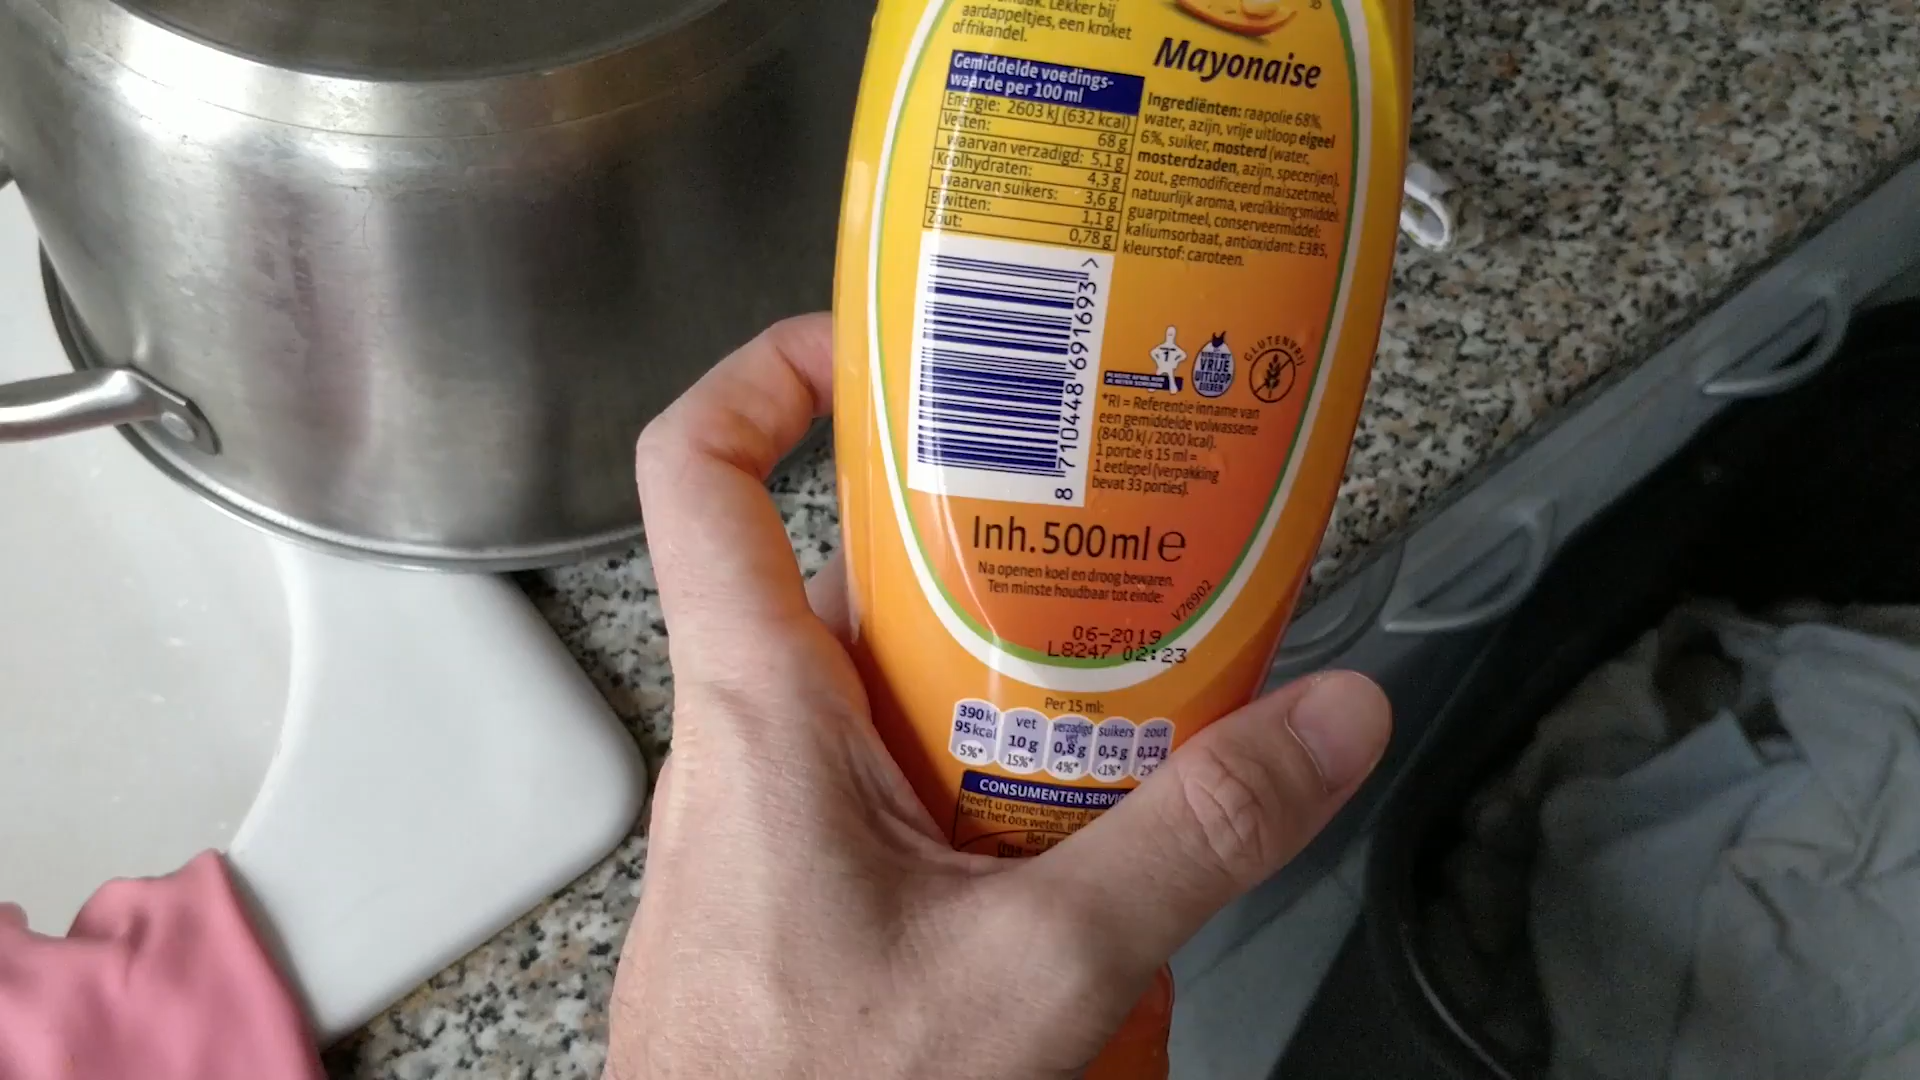 Lekker bij
aardappeltjes, een kroket
of frikandel.
Gemiddelde voedings-
waarde per 100 ml
Energie: 2603 kJ (632 kcal)
Vetten: 68 g
waarvan verzadigd: 5,1 g
Koolhydraten: 4,3 g
waarvan suikers: 3,6 g
Eiwitten: 1,1 g
Zout: 0,78 g
Mayonaise
Ingrediënten: raapolie 68%,
water, azijn, vrije uitloop eigeel
6%, suiker, mosterd (water,
mosterdzaden, azijn, specerijen),
zout, gemodificeerd maiszetmeel,
natuurlijk aroma, verdikkingsmiddel:
guarpitmeel, conserveermiddel:
kaliumsorbaat, antioxidant: E385,
kleurstof: caroteen.
8 710448 691693 >
1
VRIJE
UITLOOP
EIEREN
GLUTENVRIJ
*RI = Referentie inname van
een gemiddelde volwassene
(8400 kJ / 2000 kcal).
1 portie is 15 ml =
1 eetlepel (verpakking
bevat 33 porties).
Inh. 500 ml e
Na openen koel en droog bewaren.
Ten minste houdbaar tot einde:
V76902
06-2019
L8247 02:23
Per 15 ml:
390 kJ
95 kcal
5%*
vet
10 g
15%*
verzadigd
vet
0,8 g
4%*
suikers
0,5 g
<1%*
zout
0,12 g
2%*
CONSUMENTEN
Heeft u opmerkingen of
Laat het ons weten,
Bel